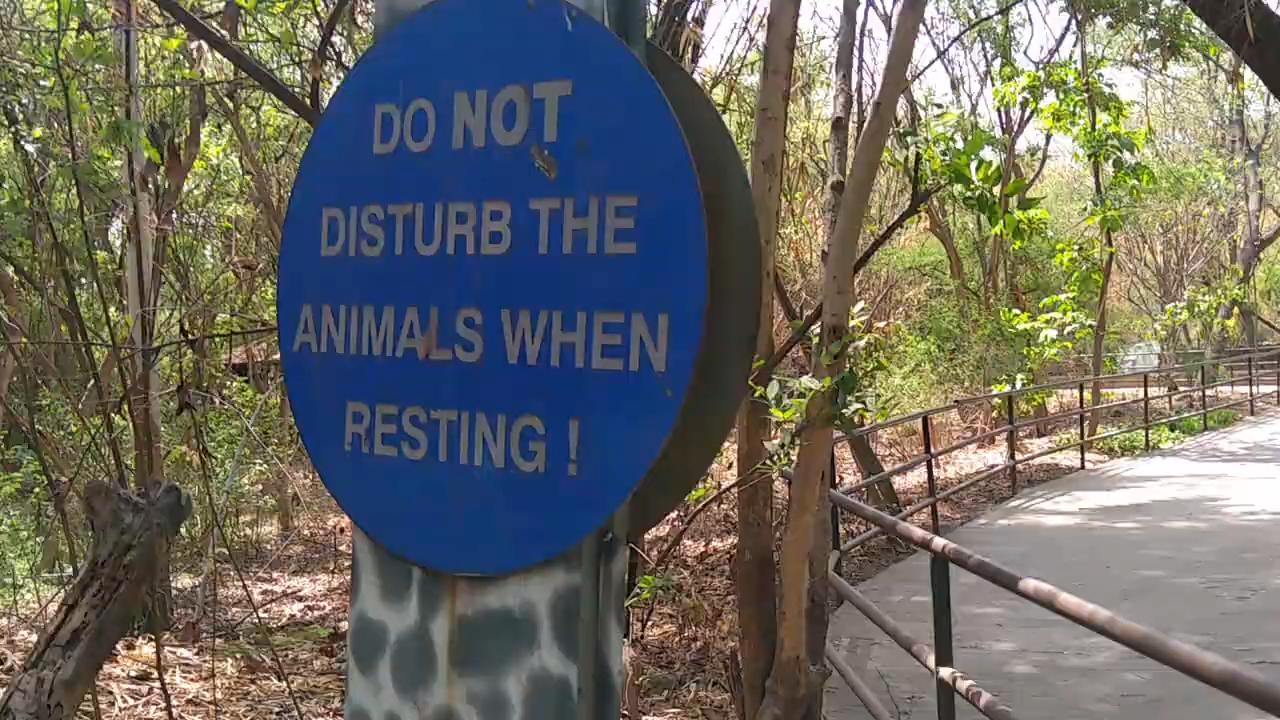 DO NOT
DISTURB THE
ANIMALS WHEN
RESTING !